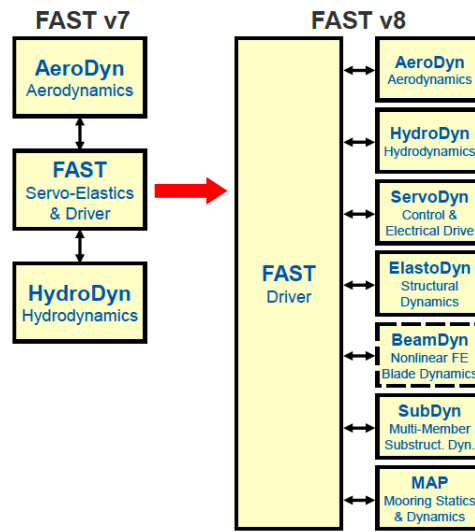 FAST v7
AeroDyn
Aerodynamics
FAST
Servo-Elastics
& Driver
HydroDyn
Hydrodynamics
FAST v8
FAST
Driver
AeroDyn
Aerodynamics
HydroDyn
Hydrodynamics
ServoDyn
Control &
Electrical Drive
ElastoDyn
Structural
Dynamics
BeamDyn
Nonlinear FE
Blade Dynamics
SubDyn
Multi-Member
Substruct. Dyn.
MAP
Mooring Statics
& Dynamics